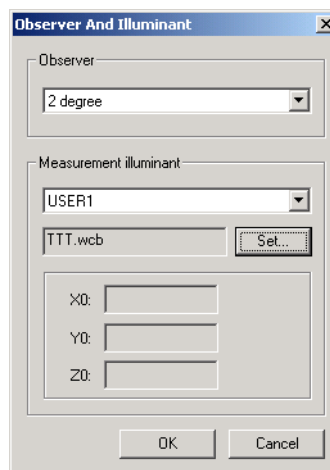 Observer And Illuminant
Observer
2 degree
Measurement illuminant
USER1
TTT.wcb
Set...
X0:
Y0:
Z0:
OK
Cancel